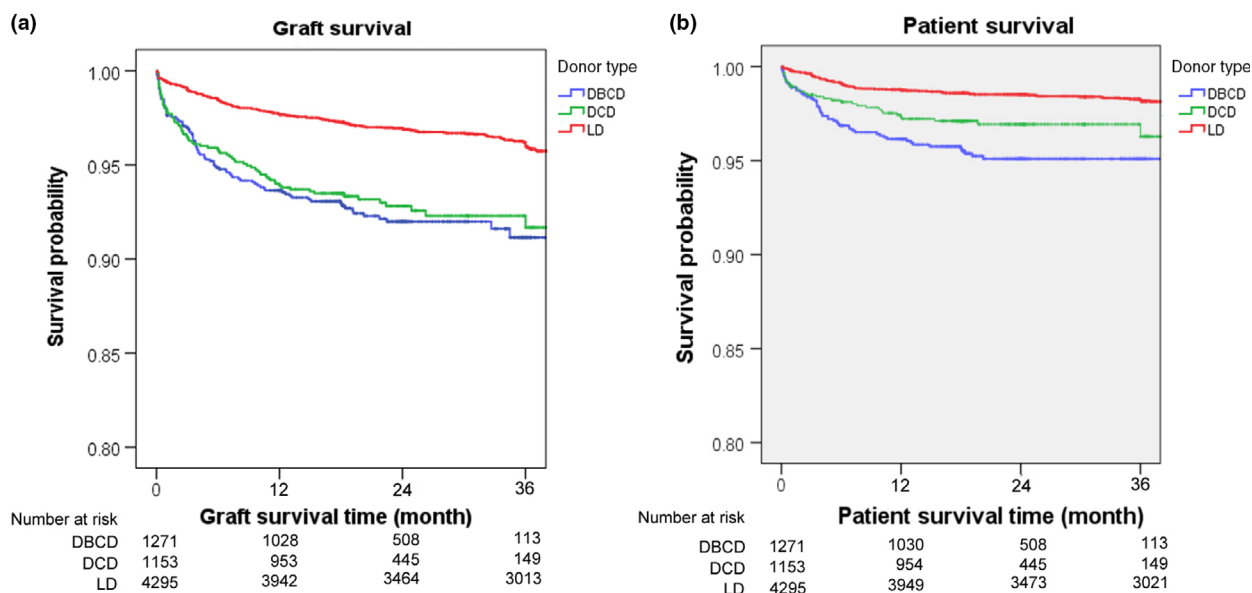 (a)
Graft survival
Donor type
DBCD
DCD
LD
1.00
0.95
0.90
0.85
0.80
Survival probability
0 12 24 36
Graft survival time (month)
Number at risk
DBCD 1271 1028 508 113
DCD 1153 953 445 149
LD 4295 3942 3464 3013
(b)
Patient survival
Donor type
DBCD
DCD
LD
1.00
0.95
0.90
0.85
0.80
Survival probability
0 12 24 36
Patient survival time (month)
Number at risk
DBCD 1271 1030 508 113
DCD 1153 954 445 149
LD 4295 3949 3473 3021